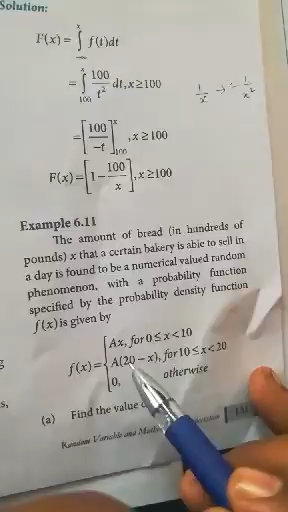 Solution:
F(x) = ∫_{-∞}^{x} f(t)dt
= ∫_{100}^{x} 100/t² dt, x ≥ 100
1/x → -1/x²
= [100/-t]_{100}^{x}, x ≥ 100
F(x) = [1 - 100/x], x ≥ 100
Example 6.11
The amount of bread (in hundreds of
pounds) x that a certain bakery is able to sell in
a day is found to be a numerical valued random
phenomenon, with a probability function
specified by the probability density function
f(x) is given by
f(x) = { Ax, for 0 ≤ x < 10
A(20 - x), for 10 ≤ x < 20
0, otherwise
s,
(a) Find the value
Random Variable and
131